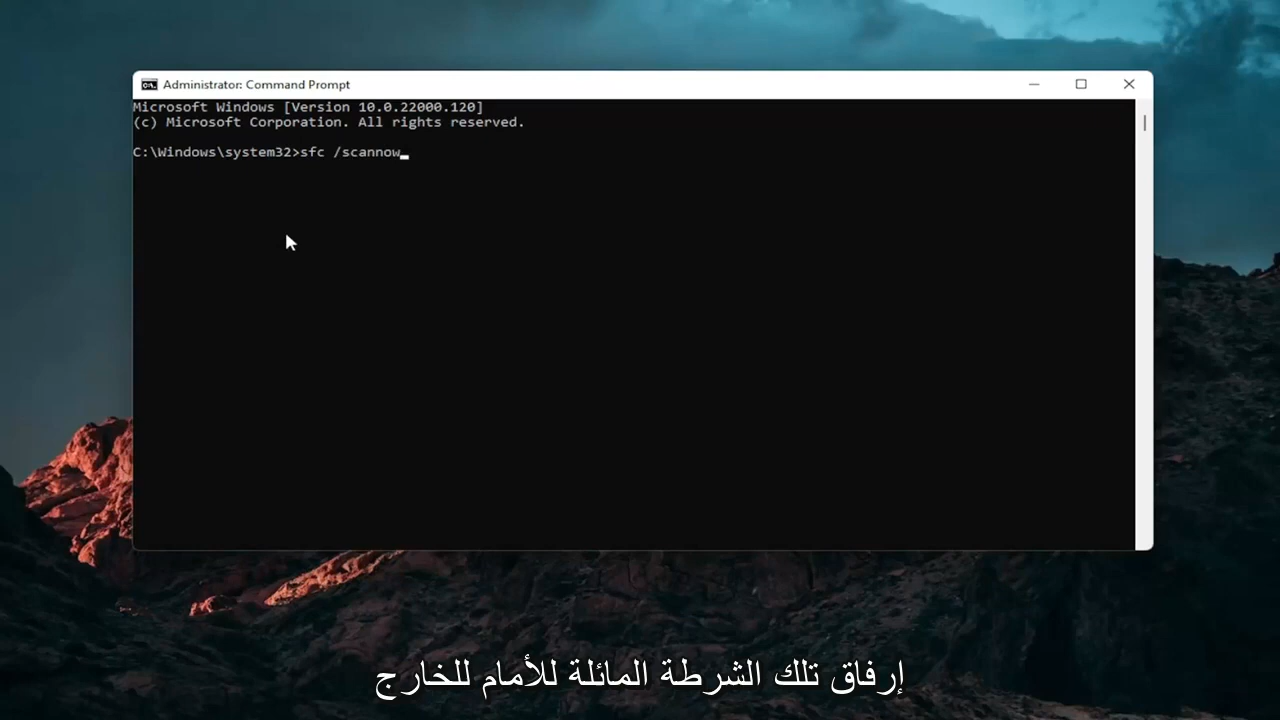 Administrator: Command Prompt
Microsoft Windows [Version 10.0.22000.120]
(c) Microsoft Corporation. All rights reserved.
C:\Windows\system32>sfc /scannow
إرفاق تلك الشرطة المائلة للأمام للخارج